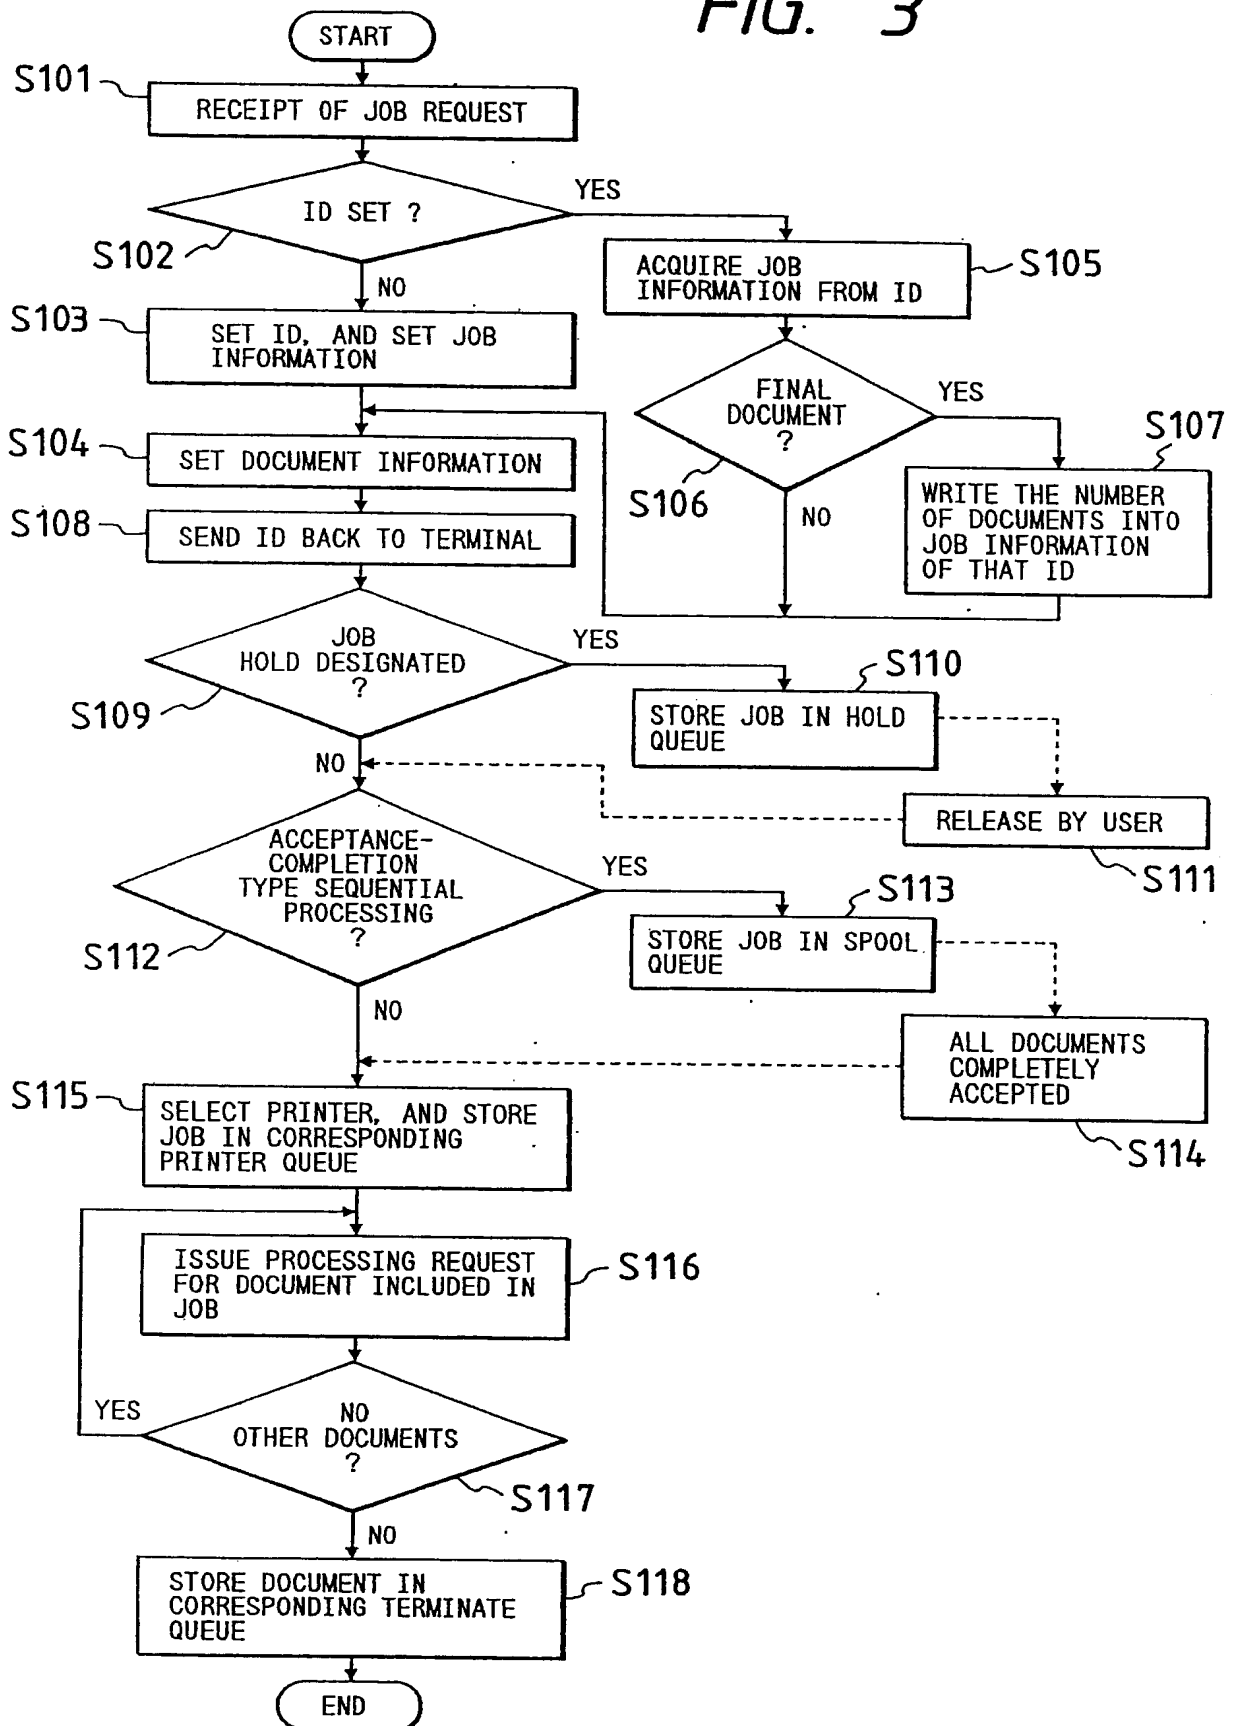 FIG. 3
START
S101
RECEIPT OF JOB REQUEST
ID SET ?
YES
S102
NO
S105
ACQUIRE JOB
INFORMATION FROM ID
S103
SET ID, AND SET JOB
INFORMATION
FINAL
DOCUMENT
?
YES
S106
NO
S107
WRITE THE NUMBER
OF DOCUMENTS INTO
JOB INFORMATION
OF THAT ID
S104
SET DOCUMENT INFORMATION
S108
SEND ID BACK TO TERMINAL
JOB
HOLD DESIGNATED
?
YES
S109
NO
S110
STORE JOB IN HOLD
QUEUE
RELEASE BY USER
S111
ACCEPTANCE-
COMPLETION
TYPE SEQUENTIAL
PROCESSING
?
YES
S112
NO
S113
STORE JOB IN SPOOL
QUEUE
ALL DOCUMENTS
COMPLETELY
ACCEPTED
S114
S115
SELECT PRINTER, AND STORE
JOB IN CORRESPONDING
PRINTER QUEUE
ISSUE PROCESSING REQUEST
FOR DOCUMENT INCLUDED IN
JOB
S116
YES
NO
OTHER DOCUMENTS
?
S117
NO
STORE DOCUMENT IN
CORRESPONDING TERMINATE
QUEUE
S118
END